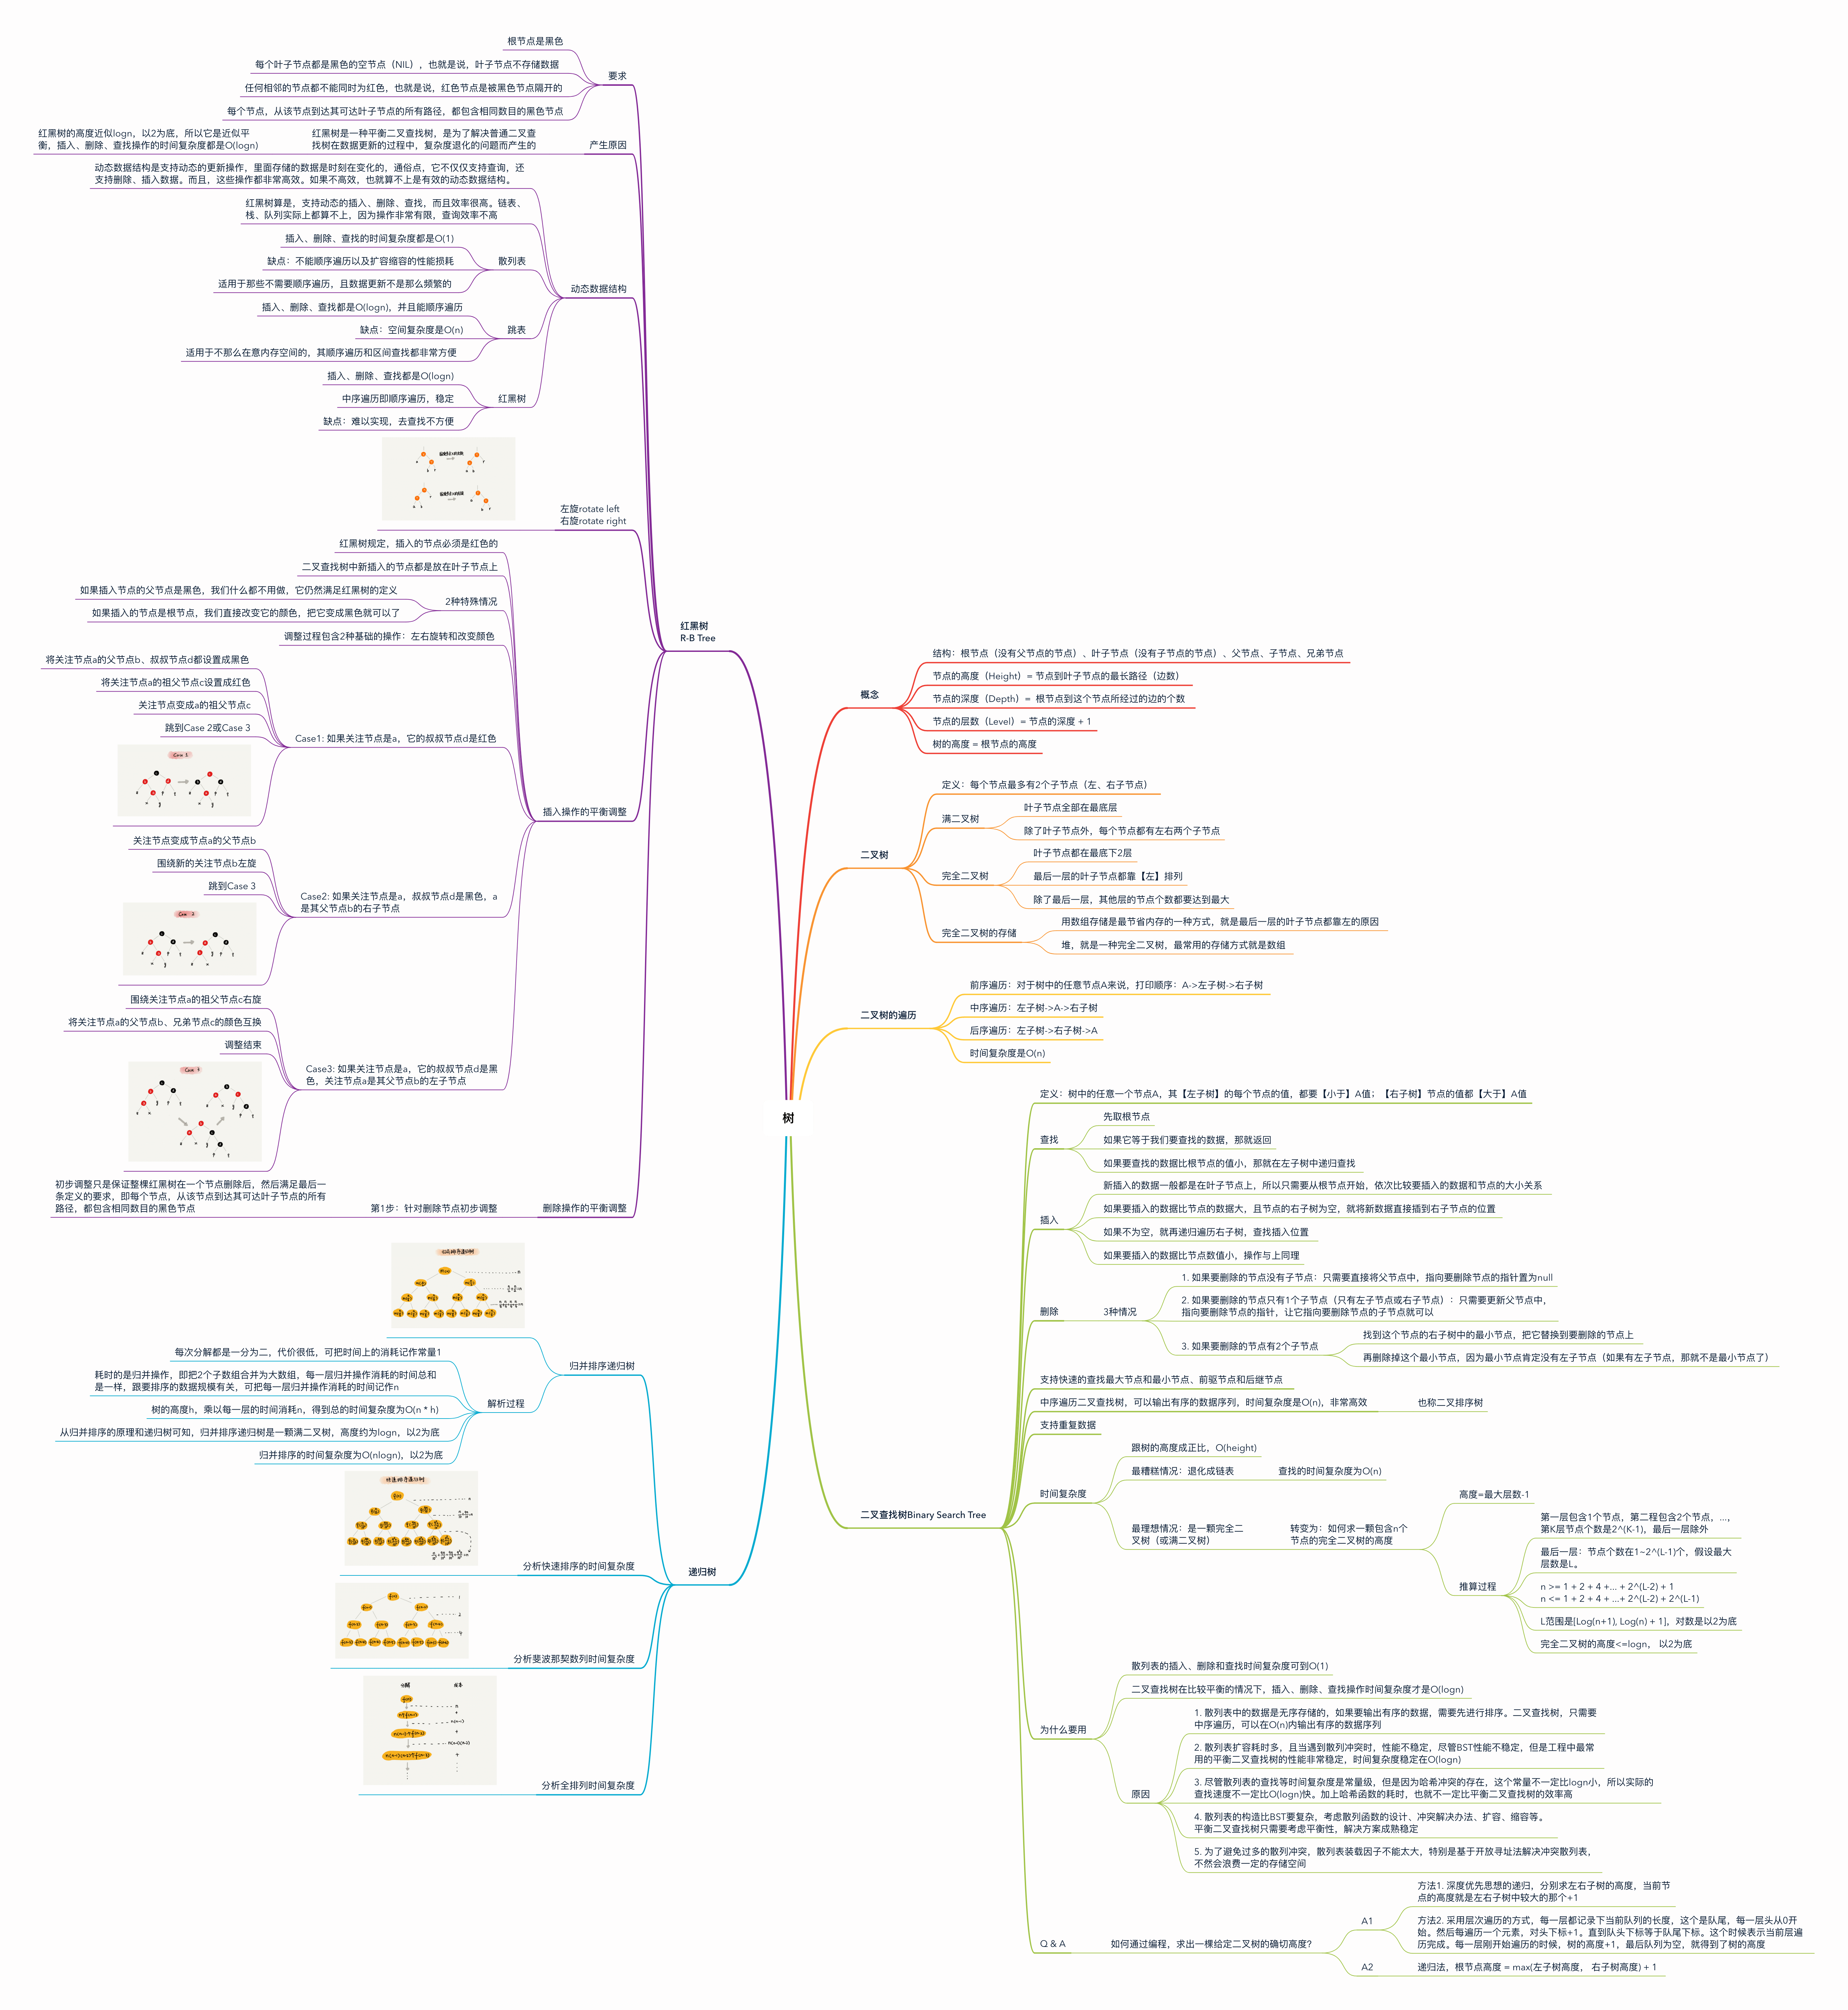 树
概念
结构：根节点（没有父节点的节点）、叶子节点（没有子节点的节点）、父节点、子节点、兄弟节点
节点的高度（Height）= 节点到叶子节点的最长路径（边数）
节点的深度（Depth）= 根节点到这个节点所经过的边的个数
节点的层数（Level）= 节点的深度 + 1
树的高度 = 根节点的高度
二叉树
定义：每个节点最多有2个子节点（左、右子节点）
满二叉树
叶子节点全部在最底层
除了叶子节点外，每个节点都有左右两个子节点
完全二叉树
叶子节点都在最底下2层
最后一层的叶子节点都靠【左】排列
除了最后一层，其他层的节点个数都要达到最大
完全二叉树的存储
用数组存储是最节省内存的一种方式，就是最后一层的叶子节点都靠左的原因
堆，就是一种完全二叉树，最常用的存储方式就是数组
二叉树的遍历
前序遍历：对于树中的任意节点A来说，打印顺序：A->左子树->右子树
中序遍历：左子树->A->右子树
后序遍历：左子树->右子树->A
时间复杂度是O(n)
二叉查找树Binary Search Tree
定义：树中的任意一个节点A，其【左子树】的每个节点的值，都要【小于】A值；【右子树】节点的值都【大于】A值
查找
先取根节点
如果它等于我们要查找的数据，那就返回
如果要查找的数据比根节点的值小，那就在左子树中递归查找
插入
新插入的数据一般都是在叶子节点上，所以只需要从根节点开始，依次比较要插入的数据和节点的大小关系
如果要插入的数据比节点的数据大，且节点的右子树为空，就将新数据直接插到右子节点的位置
如果不为空，就再递归遍历右子树，查找插入位置
如果要插入的数据比节点数值小，操作与上同理
删除
3种情况
1. 如果要删除的节点没有子节点：只需要直接将父节点中，指向要删除节点的指针置为null
2. 如果要删除的节点只有1个子节点（只有左子节点或右子节点）：只需要更新父节点中，
指向要删除节点的指针，让它指向要删除节点的子节点就可以
3. 如果要删除的节点有2个子节点
找到这个节点的右子树中的最小节点，把它替换到要删除的节点上
再删除掉这个最小节点，因为最小节点肯定没有左子节点（如果有左子节点，那就不是最小节点了）
支持快速的查找最大节点和最小节点、前驱节点和后继节点
中序遍历二叉查找树，可以输出有序的数据序列，时间复杂度是O(n)，非常高效
也称二叉排序树
支持重复数据
时间复杂度
跟树的高度成正比，O(height)
最糟糕情况：退化成链表
查找的时间复杂度为O(n)
最理想情况：是一颗完全二
叉树（或满二叉树）
转变为：如何求一颗包含n个
节点的完全二叉树的高度
高度=最大层数-1
推算过程
第一层包含1个节点，第二程包含2个节点，...，
第K层节点个数是2^(K-1)，最后一层除外
最后一层：节点个数在1~2^(L-1)个，假设最大
层数是L。
n >= 1 + 2 + 4 +... + 2^(L-2) + 1
n <= 1 + 2 + 4 + ...+ 2^(L-2) + 2^(L-1)
L范围是[Log(n+1), Log(n) + 1]，对数是以2为底
完全二叉树的高度<=logn， 以2为底
为什么要用
散列表的插入、删除和查找时间复杂度可到O(1)
二叉查找树在比较平衡的情况下，插入、删除、查找操作时间复杂度才是O(logn)
原因
1. 散列表中的数据是无序存储的，如果要输出有序的数据，需要先进行排序。二叉查找树，只需要
中序遍历，可以在O(n)内输出有序的数据序列
2. 散列表扩容耗时多，且当遇到散列冲突时，性能不稳定，尽管BST性能不稳定，但是工程中最常
用的平衡二叉查找树的性能非常稳定，时间复杂度稳定在O(logn)
3. 尽管散列表的查找等时间复杂度是常量级，但是因为哈希冲突的存在，这个常量不一定比logn小，所以实际的
查找速度不一定比O(logn)快。加上哈希函数的耗时，也就不一定比平衡二叉查找树的效率高
4. 散列表的构造比BST要复杂，考虑散列函数的设计、冲突解决办法、扩容、缩容等。
平衡二叉查找树只需要考虑平衡性，解决方案成熟稳定
5. 为了避免过多的散列冲突，散列表装载因子不能太大，特别是基于开放寻址法解决冲突散列表，
不然会浪费一定的存储空间
Q & A
如何通过编程，求出一棵给定二叉树的确切高度？
A1
方法1. 深度优先思想的递归，分别求左右子树的高度，当前节
点的高度就是左右子树中较大的那个+1
方法2. 采用层次遍历的方式，每一层都记录下当前队列的长度，这个是队尾，每一层头从0开
始。然后每遍历一个元素，对头下标+1。直到队头下标等于队尾下标。这个时候表示当前层遍
历完成。每一层刚开始遍历的时候，树的高度+1，最后队列为空，就得到了树的高度
A2
递归法，根节点高度 = max(左子树高度， 右子树高度) + 1
红黑树
R-B Tree
要求
根节点是黑色
每个叶子节点都是黑色的空节点（NIL），也就是说，叶子节点不存储数据
任何相邻的节点都不能同时为红色，也就是说，红色节点是被黑色节点隔开的
每个节点，从该节点到达其可达叶子节点的所有路径，都包含相同数目的黑色节点
产生原因
红黑树是一种平衡二叉查找树，是为了解决普通二叉查
找树在数据更新的过程中，复杂度退化的问题而产生的
红黑树的高度近似logn，以2为底，所以它是近似平
衡，插入、删除、查找操作的时间复杂度都是O(logn)
动态数据结构
动态数据结构是支持动态的更新操作，里面存储的数据是时刻在变化的，通俗点，它不仅仅支持查询，还
支持删除、插入数据。而且，这些操作都非常高效。如果不高效，也就算不上是有效的动态数据结构。
红黑树算是，支持动态的插入、删除、查找，而且效率很高。链表、
栈、队列实际上都算不上，因为操作非常有限，查询效率不高
散列表
插入、删除、查找的时间复杂度都是O(1)
缺点：不能顺序遍历以及扩容缩容的性能损耗
适用于那些不需要顺序遍历，且数据更新不是那么频繁的
跳表
插入、删除、查找都是O(logn)，并且能顺序遍历
缺点：空间复杂度是O(n)
适用于不那么在意内存空间的，其顺序遍历和区间查找都非常方便
红黑树
插入、删除、查找都是O(logn)
中序遍历即顺序遍历，稳定
缺点：难以实现，去查找不方便
左旋rotate left
右旋rotate right
插入操作的平衡调整
红黑树规定，插入的节点必须是红色的
二叉查找树中新插入的节点都是放在叶子节点上
2种特殊情况
如果插入节点的父节点是黑色，我们什么都不用做，它仍然满足红黑树的定义
如果插入的节点是根节点，我们直接改变它的颜色，把它变成黑色就可以了
调整过程包含2种基础的操作：左右旋转和改变颜色
Case1: 如果关注节点是a，它的叔叔节点d是红色
将关注节点a的父节点b、叔叔节点d都设置成黑色
将关注节点a的祖父节点c设置成红色
关注节点变成a的祖父节点c
跳到Case 2或Case 3
Case 1
Case2: 如果关注节点是a，叔叔节点d是黑色，a
是其父节点b的右子节点
关注节点变成节点a的父节点b
围绕新的关注节点b左旋
跳到Case 3
Case 2
Case3: 如果关注节点是a，它的叔叔节点d是黑
色，关注节点a是其父节点b的左子节点
围绕关注节点a的祖父节点c右旋
将关注节点a的父节点b、兄弟节点c的颜色互换
调整结束
Case 3
删除操作的平衡调整
第1步：针对删除节点初步调整
初步调整只是保证整棵红黑树在一个节点删除后，然后满足最后一
条定义的要求，即每个节点，从该节点到达其可达叶子节点的所有
路径，都包含相同数目的黑色节点
递归树
归并排序递归树
归并排序递归树
解析过程
每次分解都是一分为二，代价很低，可把时间上的消耗记作常量1
耗时的是归并操作，即把2个子数组合并为大数组，每一层归并操作消耗的时间总和
是一样，跟要排序的数据规模有关，可把每一层归并操作消耗的时间记作n
树的高度h，乘以每一层的时间消耗n，得到总的时间复杂度为O(n * h)
从归并排序的原理和递归树可知，归并排序递归树是一颗满二叉树，高度约为logn，以2为底
归并排序的时间复杂度为O(nlogn)，以2为底
快速排序递归树
分析快速排序的时间复杂度
分析斐波那契数列时间复杂度
分析全排列时间复杂度